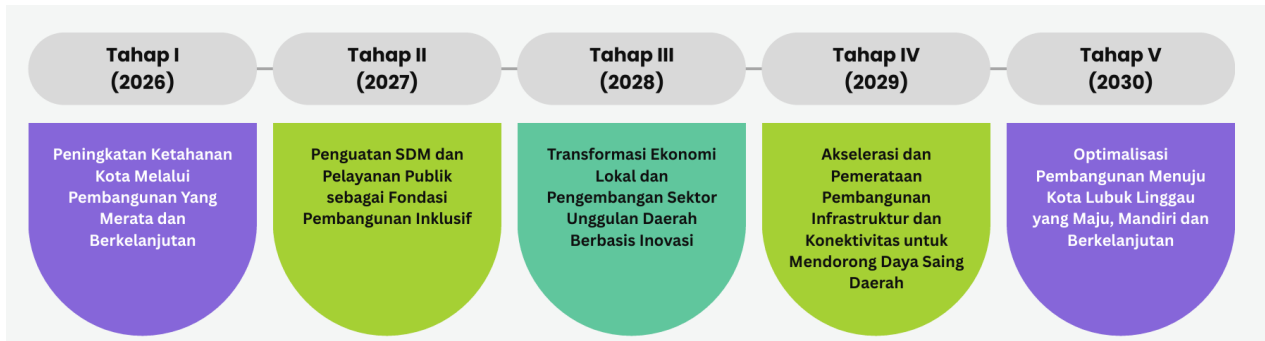 Tahap I
(2026)
Peningkatan Ketahanan
Kota Melalui
Pembangunan Yang
Merata dan
Berkelanjutan
Tahap II
(2027)
Penguatan SDM dan
Pelayanan Publik
sebagai Fondasi
Pembangunan Inklusif
Tahap III
(2028)
Transformasi Ekonomi
Lokal dan
Pengembangan Sektor
Unggulan Daerah
Berbasis Inovasi
Tahap IV
(2029)
Akselerasi dan
Pemerataan
Pembangunan
Infrastruktur dan
Konektivitas untuk
Mendorong Daya Saing
Daerah
Tahap V
(2030)
Optimalisasi
Pembangunan Menuju
Kota Lubuk Linggau
yang Maju, Mandiri dan
Berkelanjutan